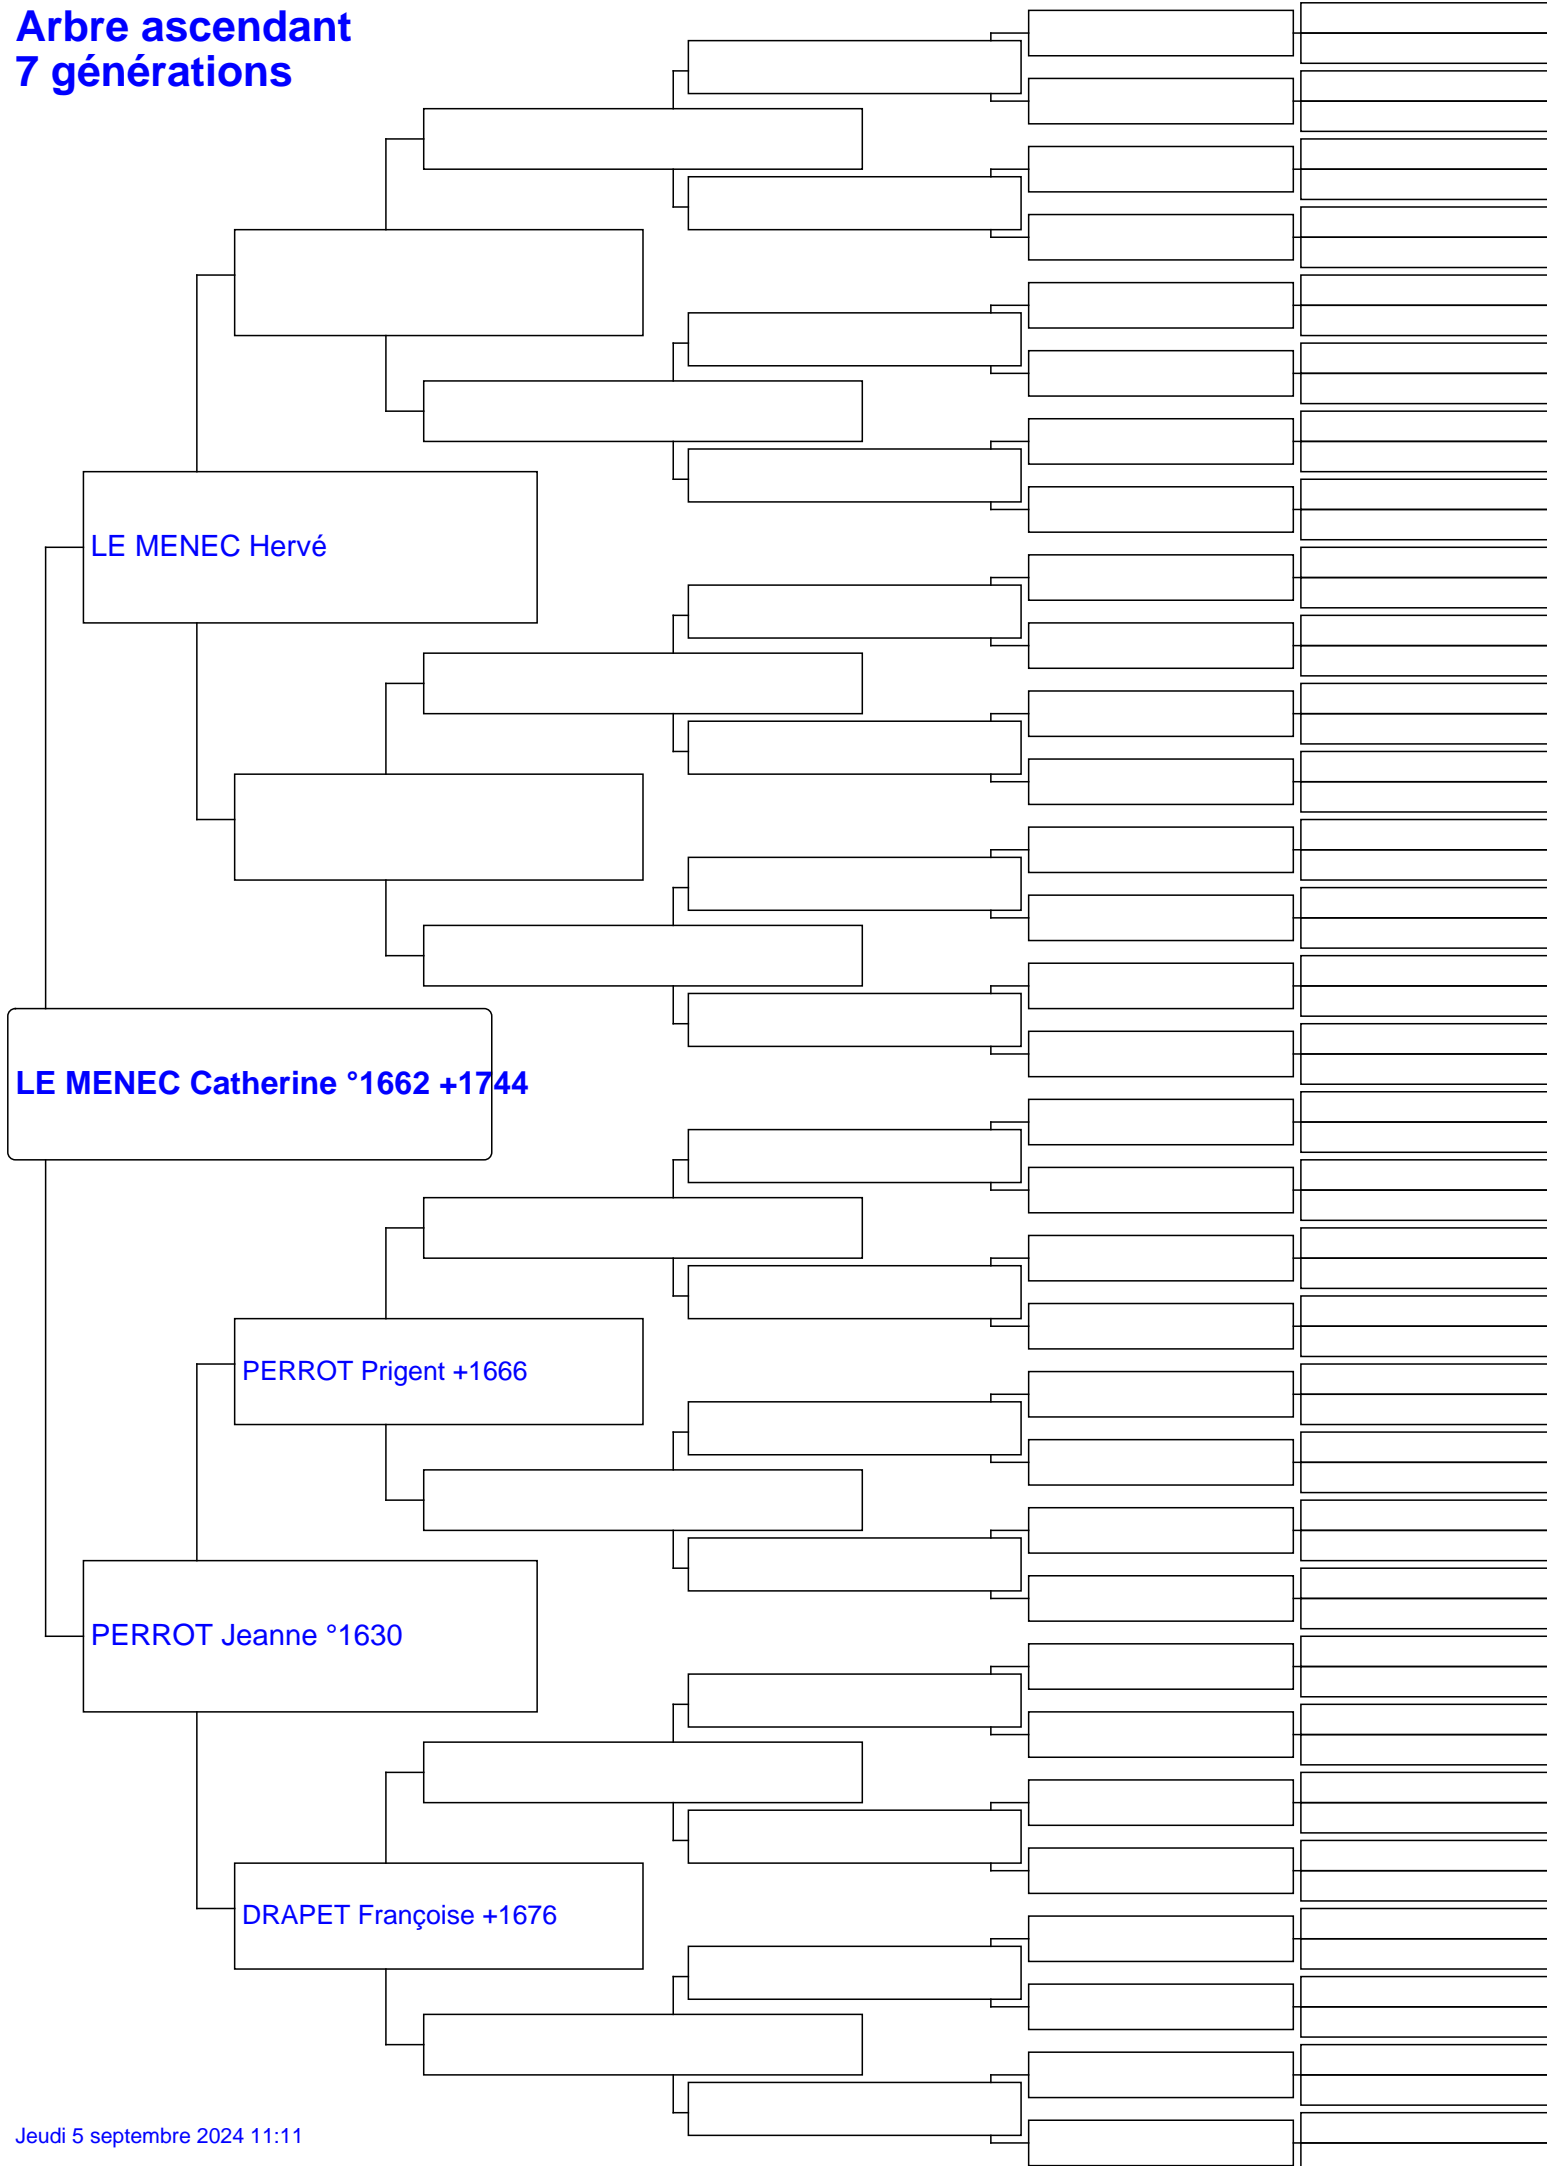 Arbre ascendant
7 générations
LE MENEC Hervé
LE MENEC Catherine °1662 +1744
PERROT Prigent +1666
PERROT Jeanne °1630
DRAPET Françoise +1676
Jeudi 5 septembre 2024 11:11